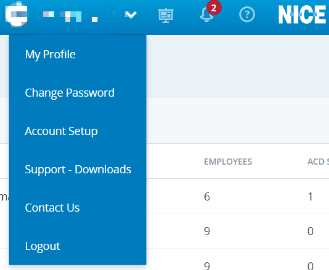 2
?
NICE
My Profile
Change Password
Account Setup
Support - Downloads
Contact Us
Logout
EMPLOYEES
ACD S
6
1
9
0
9
0